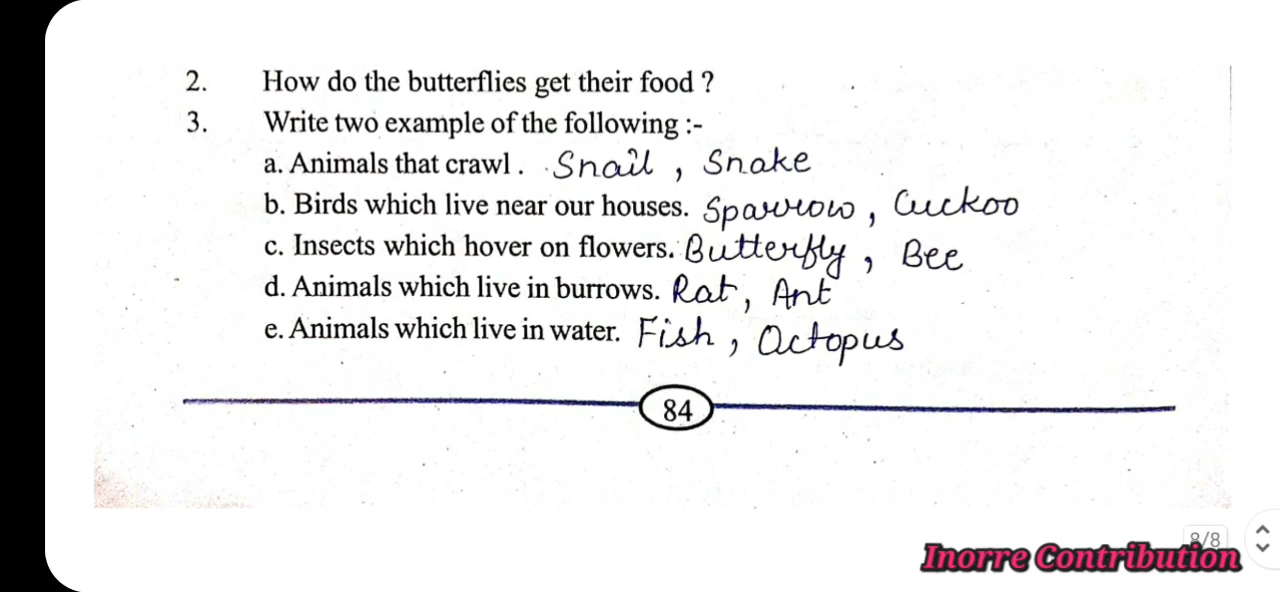 2. How do the butterflies get their food ?
3. Write two example of the following :-
a. Animals that crawl . Snail , Snake
b. Birds which live near our houses. Sparrow , Cuckoo
c. Insects which hover on flowers. Butterfly , Bee
d. Animals which live in burrows. Rat , Ant
e. Animals which live in water. Fish , Octopus
84
8/8
Inorre Contribution